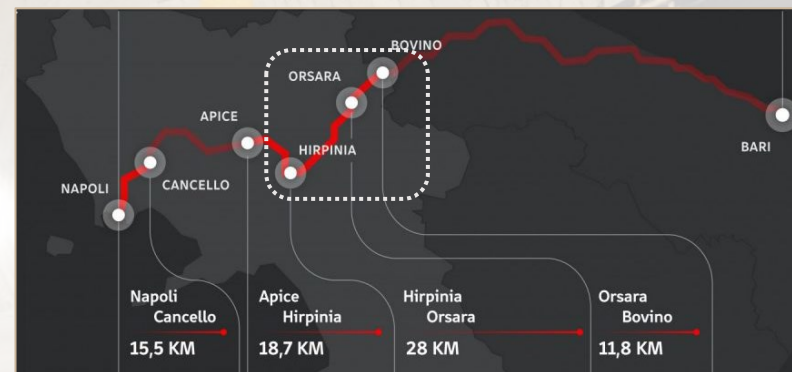 BOVINO
ORSARA
APICE
HIRPINIA
BARI
CANCELLO
NAPOLI
Napoli
Cancello
15,5 KM
Apice
Hirpinia
18,7 KM
Hirpinia
Orsara
28 KM
Orsara
Bovino
11,8 KM